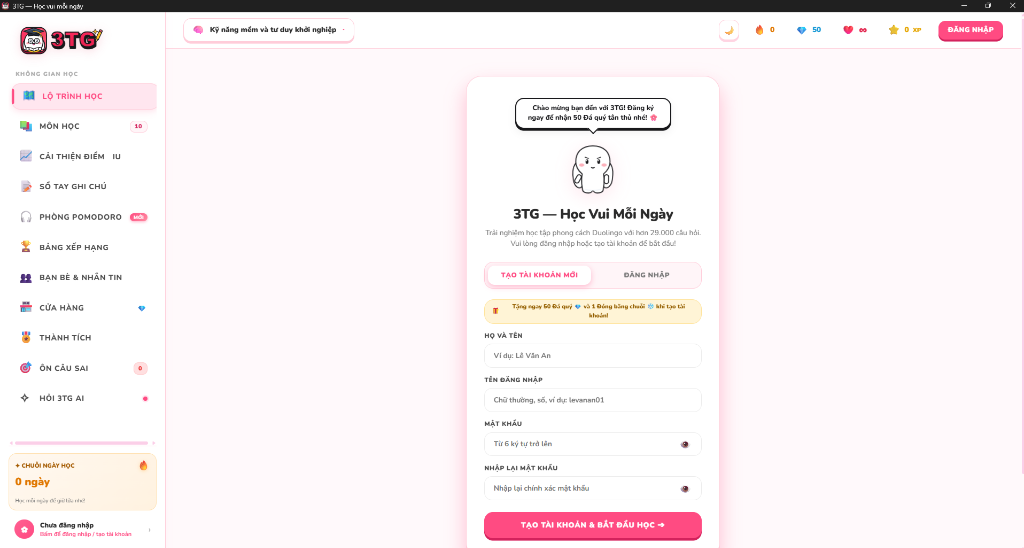 3TG — Học vui mỗi ngày
3TG
Kỹ năng mềm và tư duy khởi nghiệp
0
50
∞
0 XP
ĐĂNG NHẬP
KHÔNG GIAN HỌC
LỘ TRÌNH HỌC
MÔN HỌC
10
CẢI THIỆN ĐIỂM IU
SỔ TAY GHI CHÚ
PHÒNG POMODORO
MỚI
BẢNG XẾP HẠNG
BẠN BÈ & NHẮN TIN
CỬA HÀNG
THÀNH TÍCH
ÔN CÂU SAI
0
HỎI 3TG AI
CHUỖI NGÀY HỌC
0 ngày
Học mỗi ngày để giữ lửa nhé!
Chưa đăng nhập
Bấm để đăng nhập / tạo tài khoản
Chào mừng bạn đến với 3TG! Đăng ký
ngay để nhận 50 Đá quý tân thủ nhé! 🌸
3TG — Học Vui Mỗi Ngày
Trải nghiệm học tập phong cách Duolingo với hơn 29.000 câu hỏi.
Vui lòng đăng nhập hoặc tạo tài khoản để bắt đầu!
TẠO TÀI KHOẢN MỚI
ĐĂNG NHẬP
Tặng ngay 50 Đá quý 💎 và 1 Đóng băng chuỗi ❄️ khi tạo tài
khoản!
HỌ VÀ TÊN
Ví dụ: Lê Văn An
TÊN ĐĂNG NHẬP
Chữ thường, số, ví dụ: levanan01
MẬT KHẨU
Từ 6 ký tự trở lên
NHẬP LẠI MẬT KHẨU
Nhập lại chính xác mật khẩu
TẠO TÀI KHOẢN & BẮT ĐẦU HỌC ➔